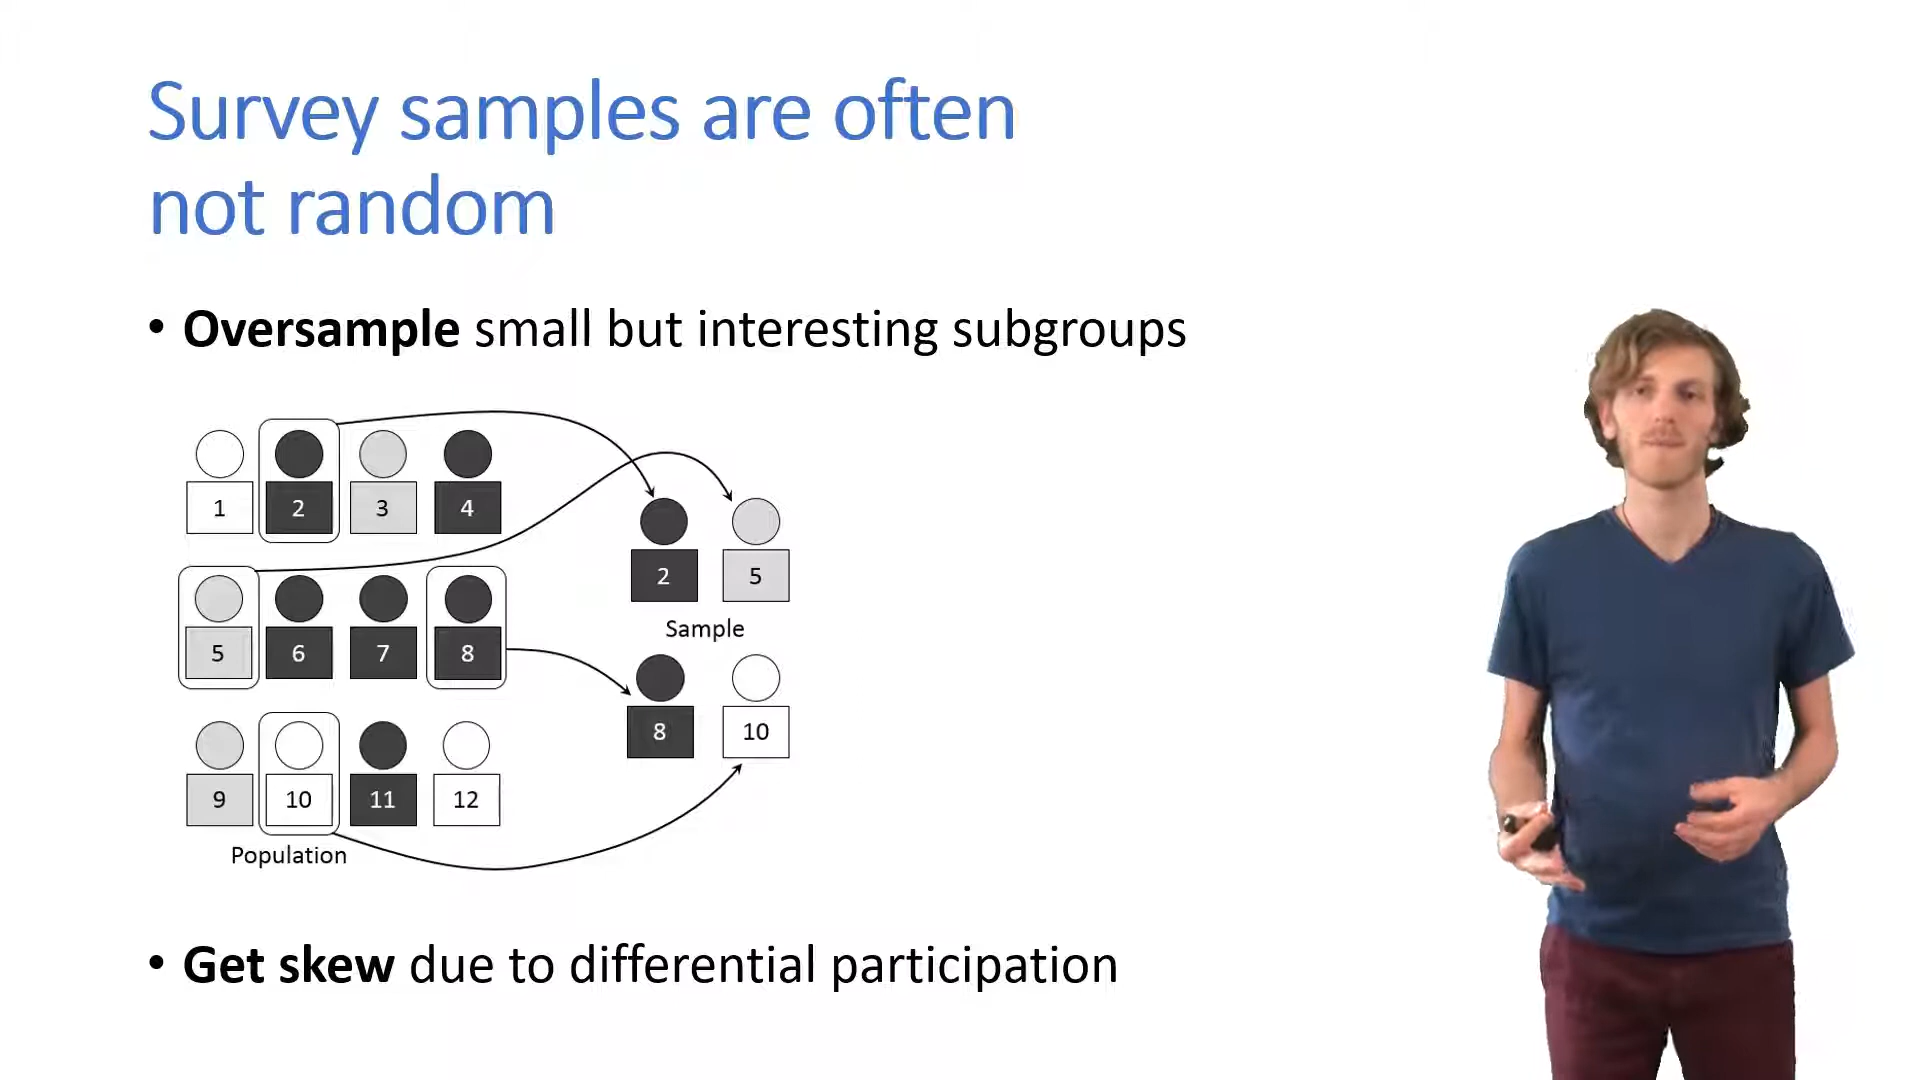 Survey samples are often
not random
• Oversample small but interesting subgroups
1 2 3 4
5 6 7 8
9 10 11 12
Population
2 5
Sample
8 10
• Get skew due to differential participation